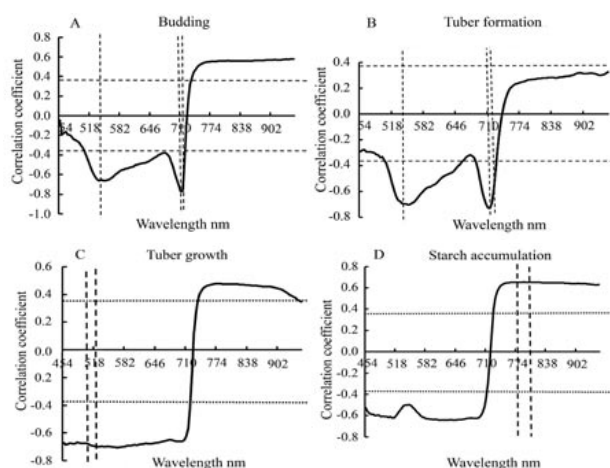 A
Budding
0.8
0.6
0.4
0.2
0.0
-0.2
-0.4
-0.6
-0.8
-1.0
Correlation coefficient
54 518 582 646 710 774 838 902
Wavelength nm
B
Tuber formation
0.4
0.2
0.0
-0.2
-0.4
-0.6
-0.8
Correlation coefficient
54 518 582 646 710 774 838 902
Wavelength nm
C
Tuber growth
0.6
0.4
0.2
0.0
-0.4
-0.6
-0.8
Correlation coefficient
454 518 582 646 710 774 838 902
Wavelength nm
D
Starch accumulation
0.8
0.6
0.4
0.2
0.0
-0.2
-0.4
-0.6
-0.8
Correlation coefficient
454 518 582 646 710 774 838 902
Wavelength nm